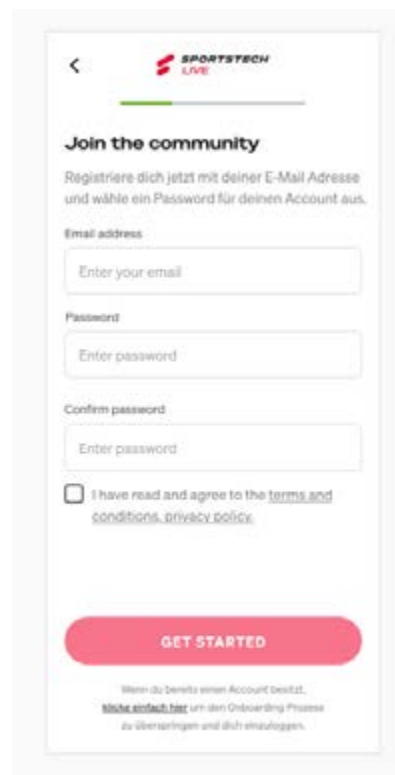 SPORTSTECH
LIVE
Join the community
Registriere dich jetzt mit deiner E-Mail Adresse
und wähle ein Password für deinen Account aus.
Email address
Enter your email
Password
Enter password
Confirm password
Enter password
I have read and agree to the terms and
conditions, privacy policy.
GET STARTED
Wenn du bereits einen Account besitzt,
klicke einfach hier um den Onboarding Prozess
zu überspringen und dich einzuloggen.